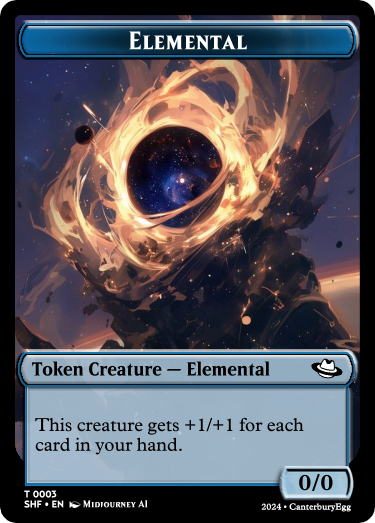 Elemental
Token Creature — Elemental
This creature gets +1/+1 for each
card in your hand.
0/0
T 0003
SHF • EN Midjourney AI
2024 • CanterburyEgg